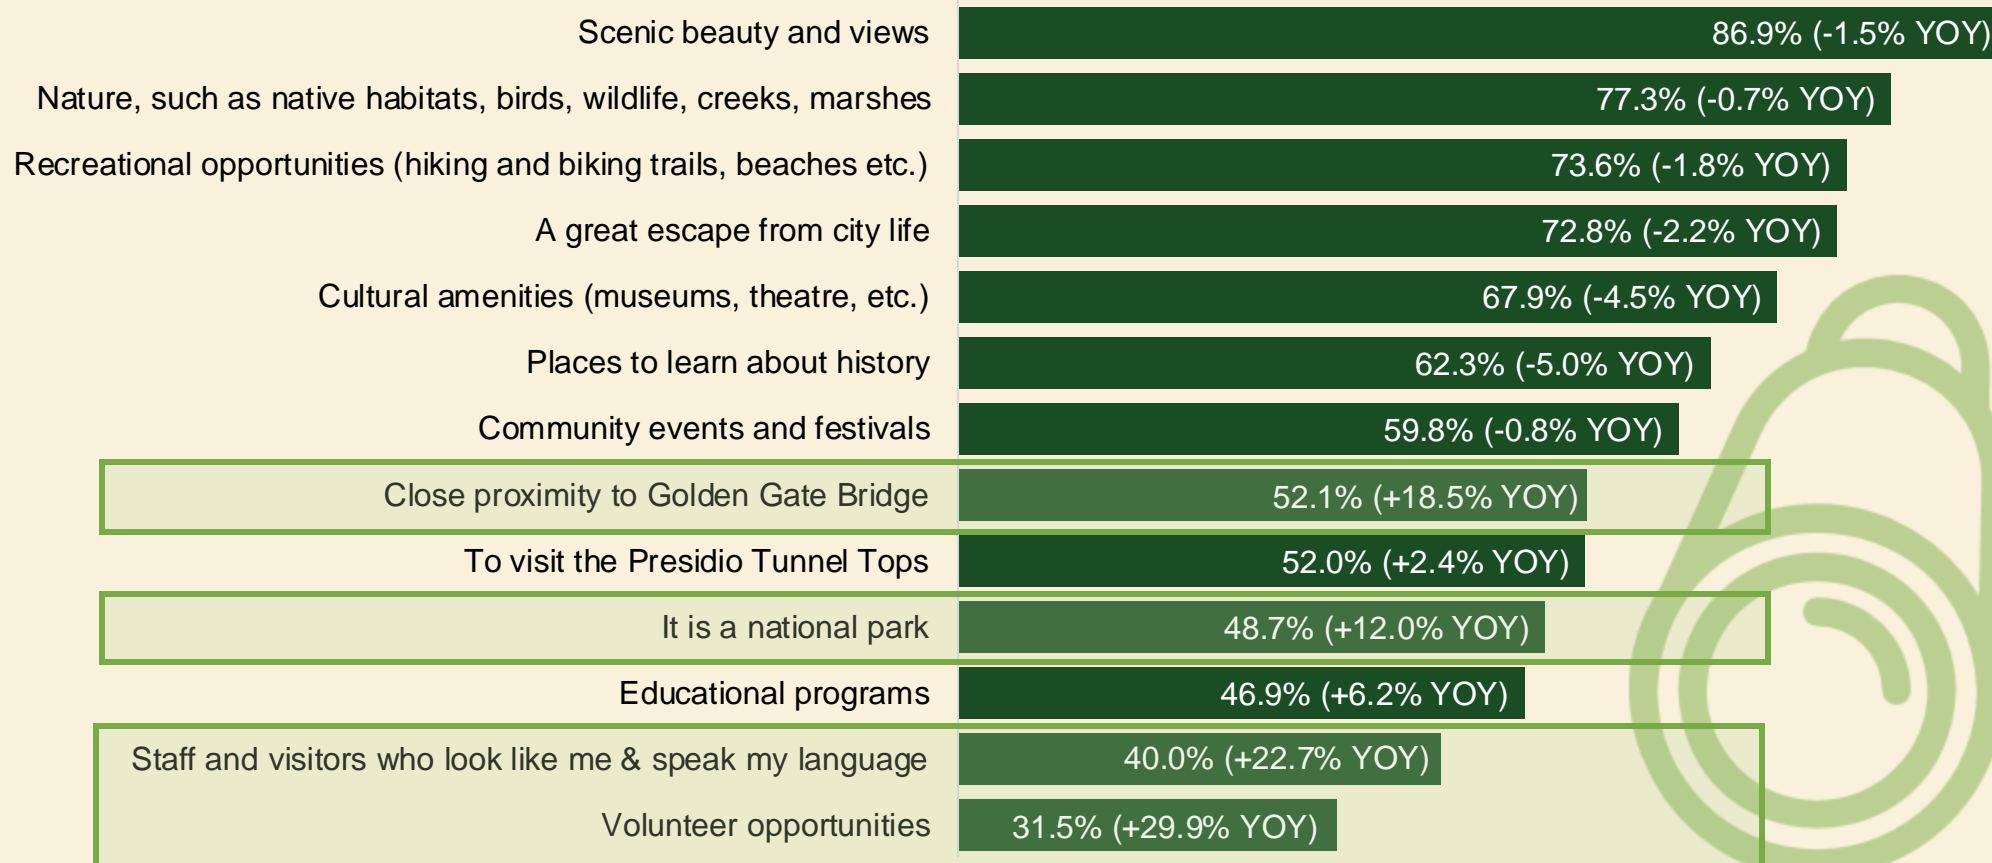 Scenic beauty and views 86.9% (-1.5% YOY)
Nature, such as native habitats, birds, wildlife, creeks, marshes 77.3% (-0.7% YOY)
Recreational opportunities (hiking and biking trails, beaches etc.) 73.6% (-1.8% YOY)
A great escape from city life 72.8% (-2.2% YOY)
Cultural amenities (museums, theatre, etc.) 67.9% (-4.5% YOY)
Places to learn about history 62.3% (-5.0% YOY)
Community events and festivals 59.8% (-0.8% YOY)
Close proximity to Golden Gate Bridge 52.1% (+18.5% YOY)
To visit the Presidio Tunnel Tops 52.0% (+2.4% YOY)
It is a national park 48.7% (+12.0% YOY)
Educational programs 46.9% (+6.2% YOY)
Staff and visitors who look like me & speak my language 40.0% (+22.7% YOY)
Volunteer opportunities 31.5% (+29.9% YOY)